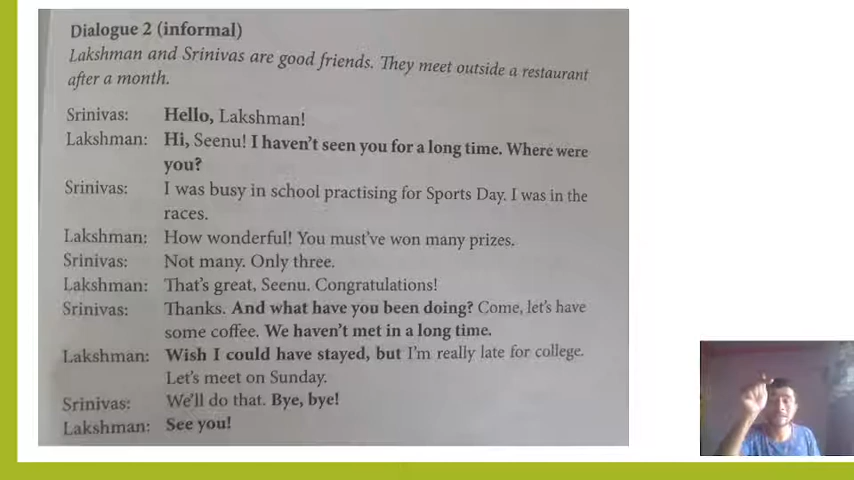 Dialogue 2 (informal)
Lakshman and Srinivas are good friends. They meet outside a restaurant
after a month.
Srinivas: Hello, Lakshman!
Lakshman: Hi, Seenu! I haven't seen you for a long time. Where were
you?
Srinivas: I was busy in school practising for Sports Day. I was in the
races.
Lakshman: How wonderful! You must've won many prizes.
Srinivas: Not many. Only three.
Lakshman: That's great, Seenu. Congratulations!
Srinivas: Thanks. And what have you been doing? Come, let's have
some coffee. We haven't met in a long time.
Lakshman: Wish I could have stayed, but I'm really late for college.
Let's meet on Sunday.
Srinivas: We'll do that. Bye, bye!
Lakshman: See you!